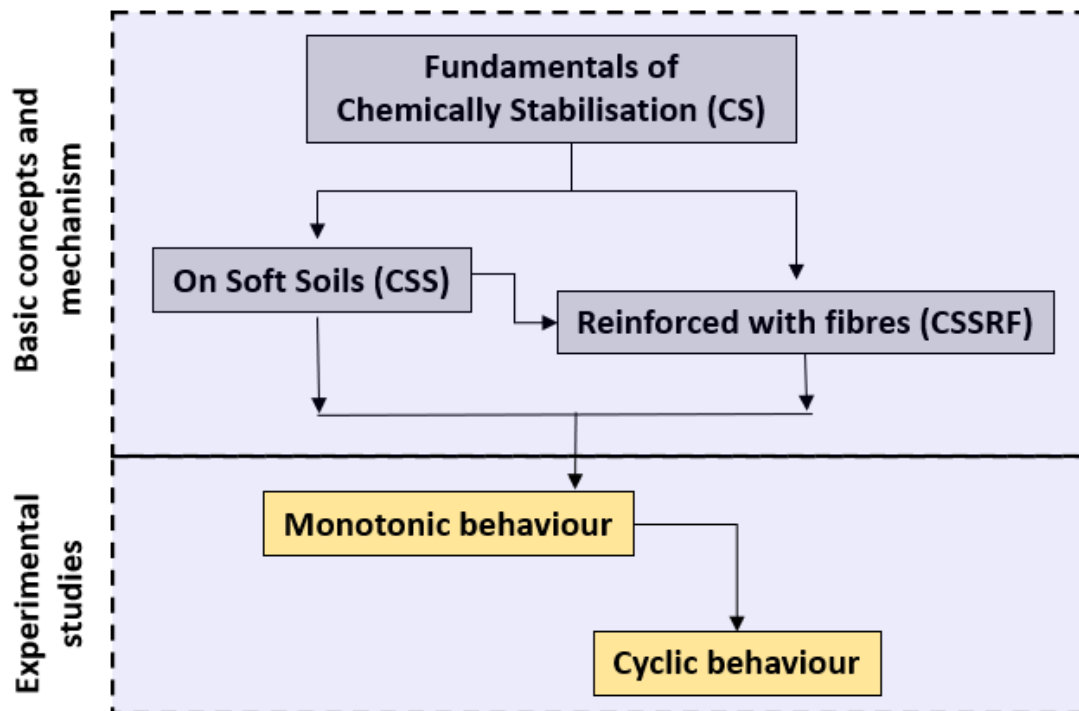 Basic concepts and
mechanism
Fundamentals of
Chemically Stabilisation (CS)
On Soft Soils (CSS)
Reinforced with fibres (CSSRF)
Experimental
studies
Monotonic behaviour
Cyclic behaviour